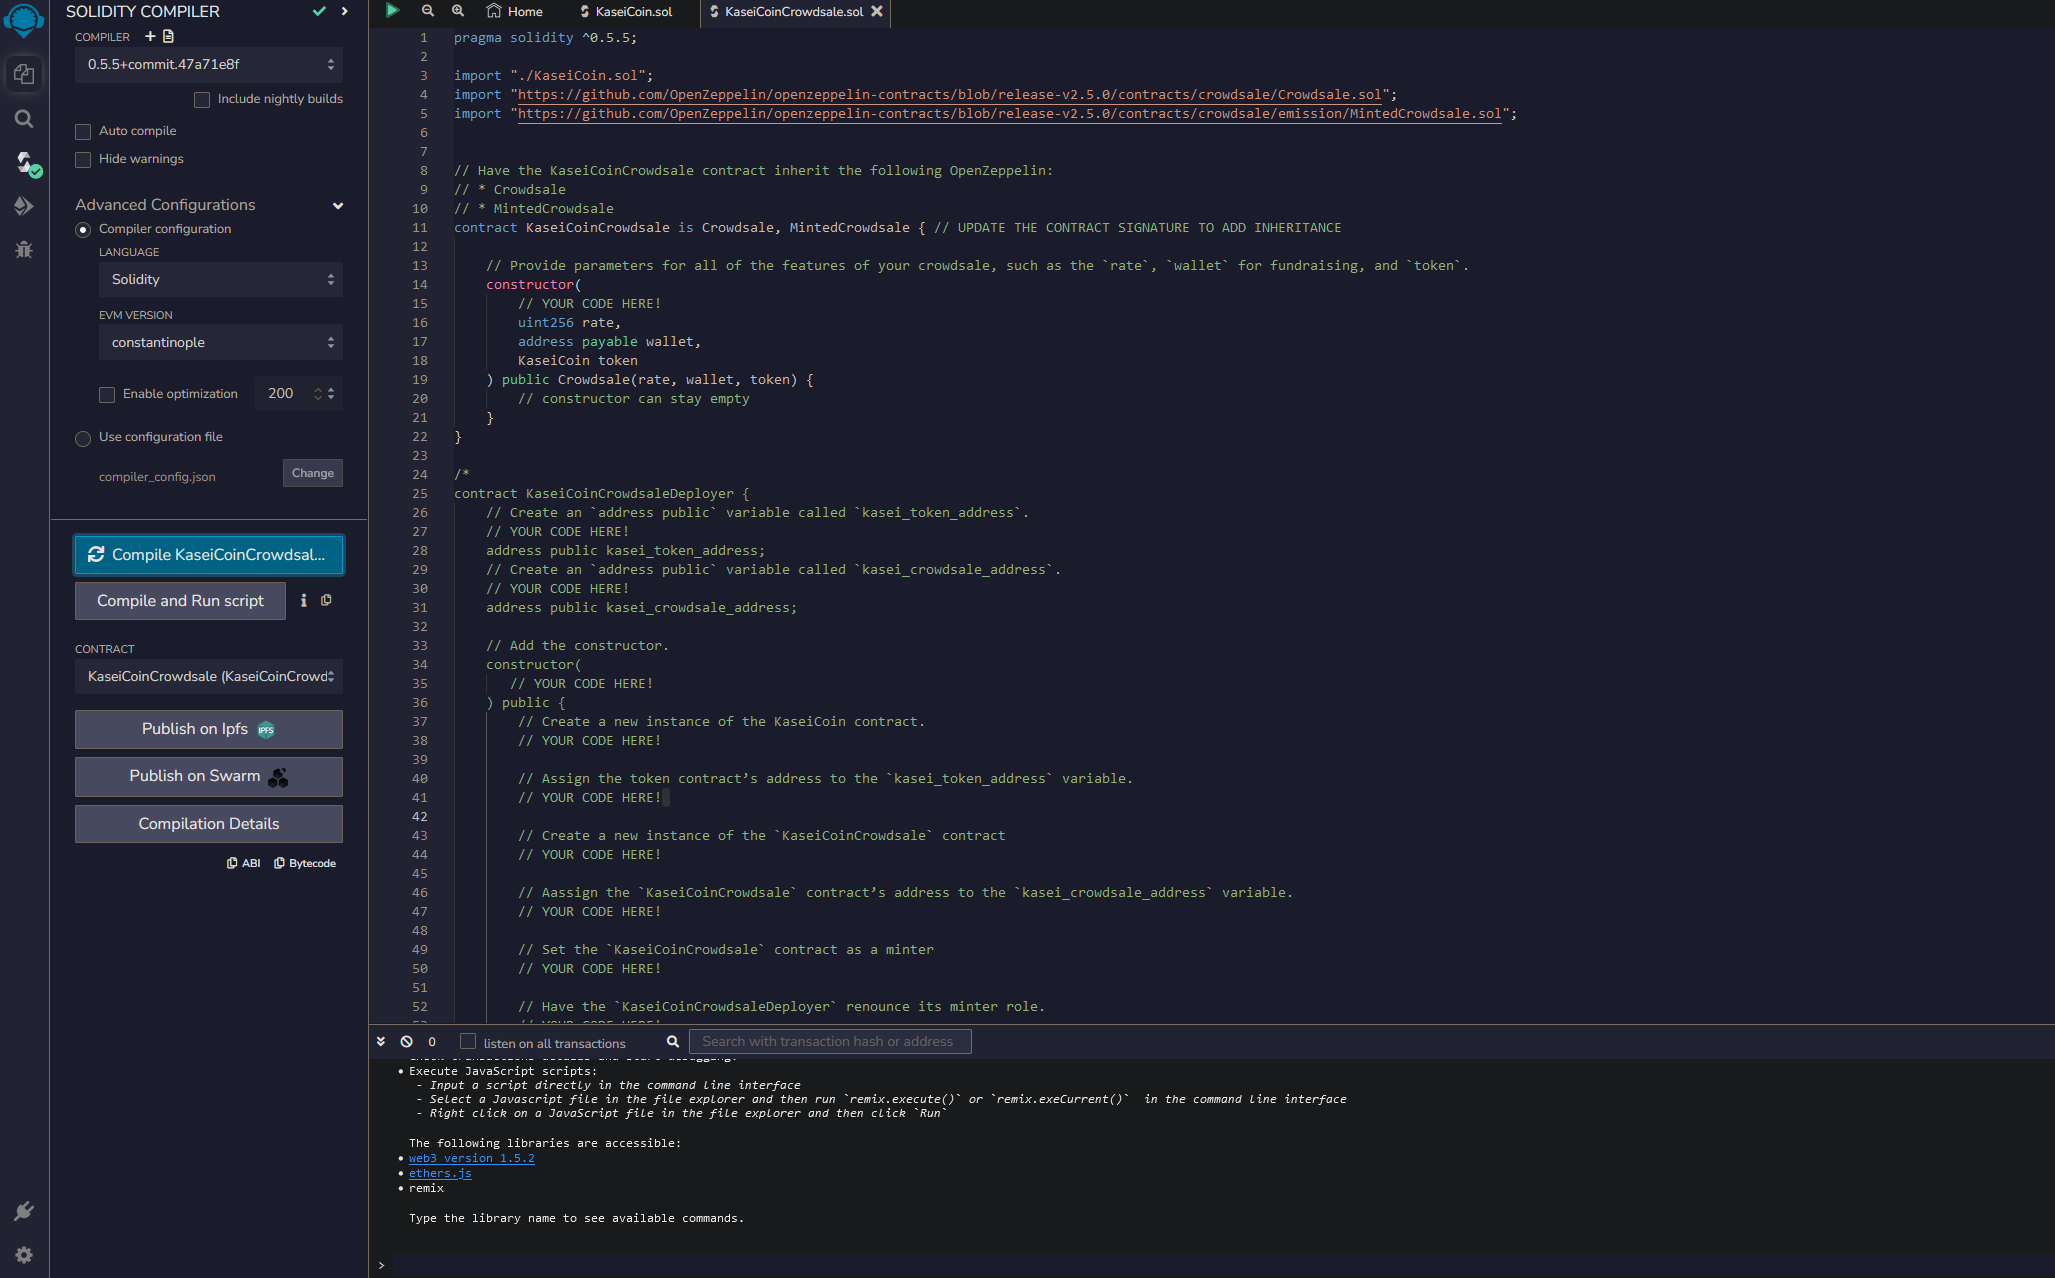 SOLIDITY COMPILER
COMPILER
0.5.5+commit.47a71e8f
Include nightly builds
Auto compile
Hide warnings
Advanced Configurations
Compiler configuration
LANGUAGE
Solidity
EVM VERSION
constantinople
Enable optimization 200
Use configuration file
compiler_config.json Change
Compile KaseiCoinCrowdsal...
Compile and Run script
CONTRACT
KaseiCoinCrowdsale (KaseiCoinCrowd
Publish on Ipfs IPFS
Publish on Swarm
Compilation Details
ABI Bytecode
Home KaseiCoin.sol KaseiCoinCrowdsale.sol
1 pragma solidity ^0.5.5;
2
3 import "./KaseiCoin.sol";
4 import "https://github.com/OpenZeppelin/openzeppelin-contracts/blob/release-v2.5.0/contracts/crowdsale/Crowdsale.sol";
5 import "https://github.com/OpenZeppelin/openzeppelin-contracts/blob/release-v2.5.0/contracts/crowdsale/emission/MintedCrowdsale.sol";
6
7
8 // Have the KaseiCoinCrowdsale contract inherit the following OpenZeppelin:
9 // * Crowdsale
10 // * MintedCrowdsale
11 contract KaseiCoinCrowdsale is Crowdsale, MintedCrowdsale { // UPDATE THE CONTRACT SIGNATURE TO ADD INHERITANCE
12
13 // Provide parameters for all of the features of your crowdsale, such as the `rate`, `wallet` for fundraising, and `token`.
14 constructor(
15 // YOUR CODE HERE!
16 uint256 rate,
17 address payable wallet,
18 KaseiCoin token
19 ) public Crowdsale(rate, wallet, token) {
20 // constructor can stay empty
21 }
22 }
23
24 /*
25 contract KaseiCoinCrowdsaleDeployer {
26 // Create an `address public` variable called `kasei_token_address`.
27 // YOUR CODE HERE!
28 address public kasei_token_address;
29 // Create an `address public` variable called `kasei_crowdsale_address`.
30 // YOUR CODE HERE!
31 address public kasei_crowdsale_address;
32
33 // Add the constructor.
34 constructor(
35 // YOUR CODE HERE!
36 ) public {
37 // Create a new instance of the KaseiCoin contract.
38 // YOUR CODE HERE!
39
40 // Assign the token contract’s address to the `kasei_token_address` variable.
41 // YOUR CODE HERE!
42
43 // Create a new instance of the `KaseiCoinCrowdsale` contract
44 // YOUR CODE HERE!
45
46 // Aassign the `KaseiCoinCrowdsale` contract’s address to the `kasei_crowdsale_address` variable.
47 // YOUR CODE HERE!
48
49 // Set the `KaseiCoinCrowdsale` contract as a minter
50 // YOUR CODE HERE!
51
52 // Have the `KaseiCoinCrowdsaleDeployer` renounce its minter role.
0 listen on all transactions Search with transaction hash or address
• Execute JavaScript scripts:
- Input a script directly in the command line interface
- Select a Javascript file in the file explorer and then run `remix.execute()` or `remix.exeCurrent()` in the command line interface
- Right click on a JavaScript file in the file explorer and then click `Run`
The following libraries are accessible:
• web3 version 1.5.2
• ethers.js
• remix
Type the library name to see available commands.
>